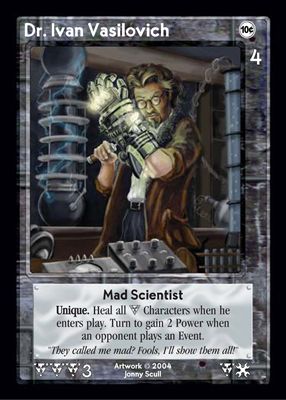 Dr. Ivan Vasilovich
10¢
4
Mad Scientist
Unique. Heal all Characters when he
enters play. Turn to gain 2 Power when
an opponent plays an Event.
"They called me mad? Fools, I'll show them all!"
3
Artwork © 2004
Jonny Scull